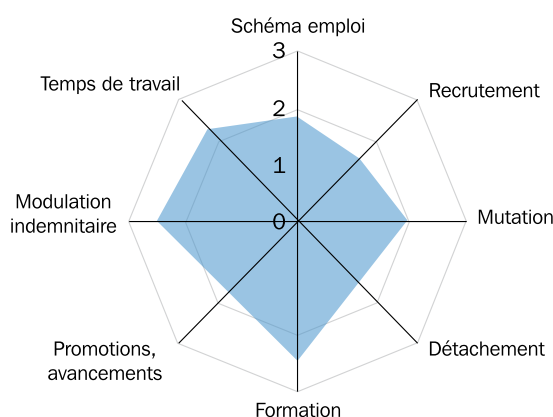 Schéma emploi
3
Temps de travail
Recrutement
2
1
Modulation
indemnitaire
0
Mutation
Promotions,
avancements
Détachement
Formation